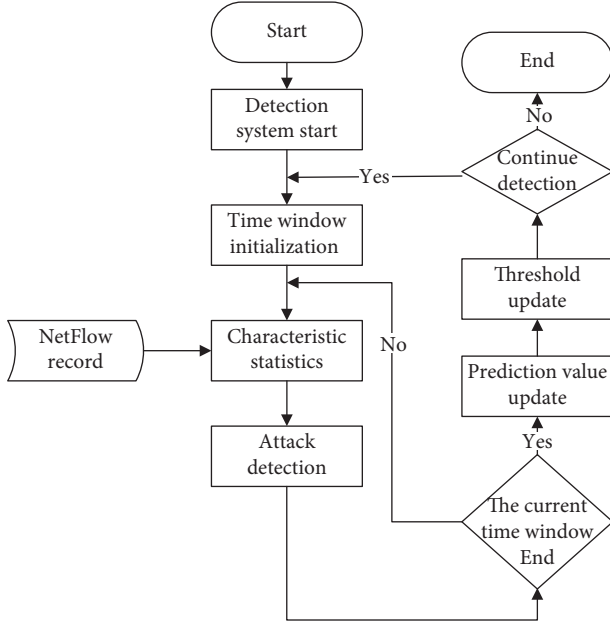 Start
Detection
system start
Time window
initialization
NetFlow
record
Characteristic
statistics
Attack
detection
The current
time window
End
No
Yes
Prediction value
update
Threshold
update
Continue
detection
Yes
No
End